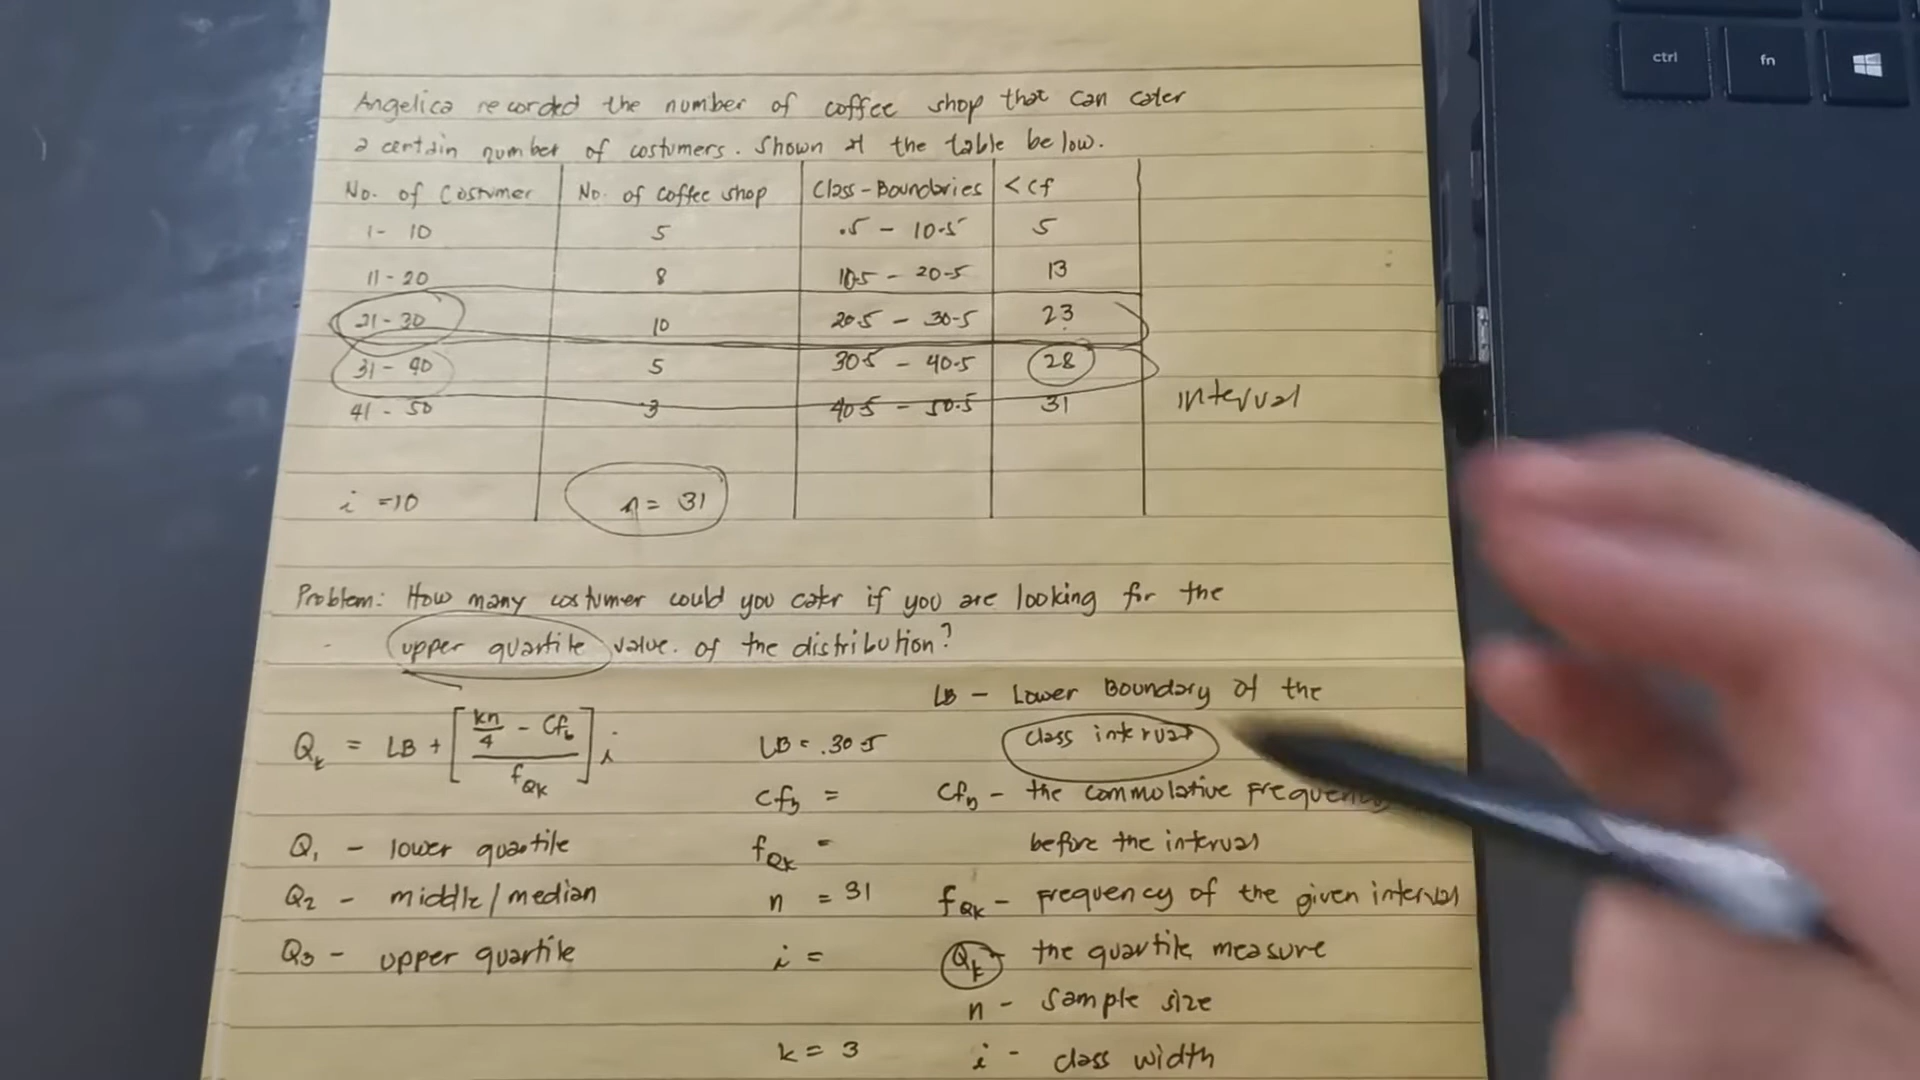 ctrl fn
Angelica recorded the number of coffee shop that can cater
a certain number of costumers. Shown at the table below.
No. of Costumer No. of coffee shop Class-Boundaries <cf
1- 10 5 .5 - 10.5 5
11 - 20 8 10.5 - 20.5 13
21 - 30 10 20.5 - 30.5 23
31 - 40 5 30.5 - 40.5 28
41 - 50 3 40.5 - 50.5 31 interval
i =10 n = 31
Problem: How many costumer could you cater if you are looking for the
upper quartile value. of the distribution?
LB - Lower Boundary of the
Qk = LB + [kn/4 - Cfb / fQk] i LB = .30.5 class interval
Cfb = Cfb - the commolative Frequency
Q1 - lower quartile fQk = before the interval
Q2 - middle/median n = 31 fQk - frequency of the given interval
Q3 - upper quartile i = Qk - the quartile measure
n - sample size
k = 3 i - class width